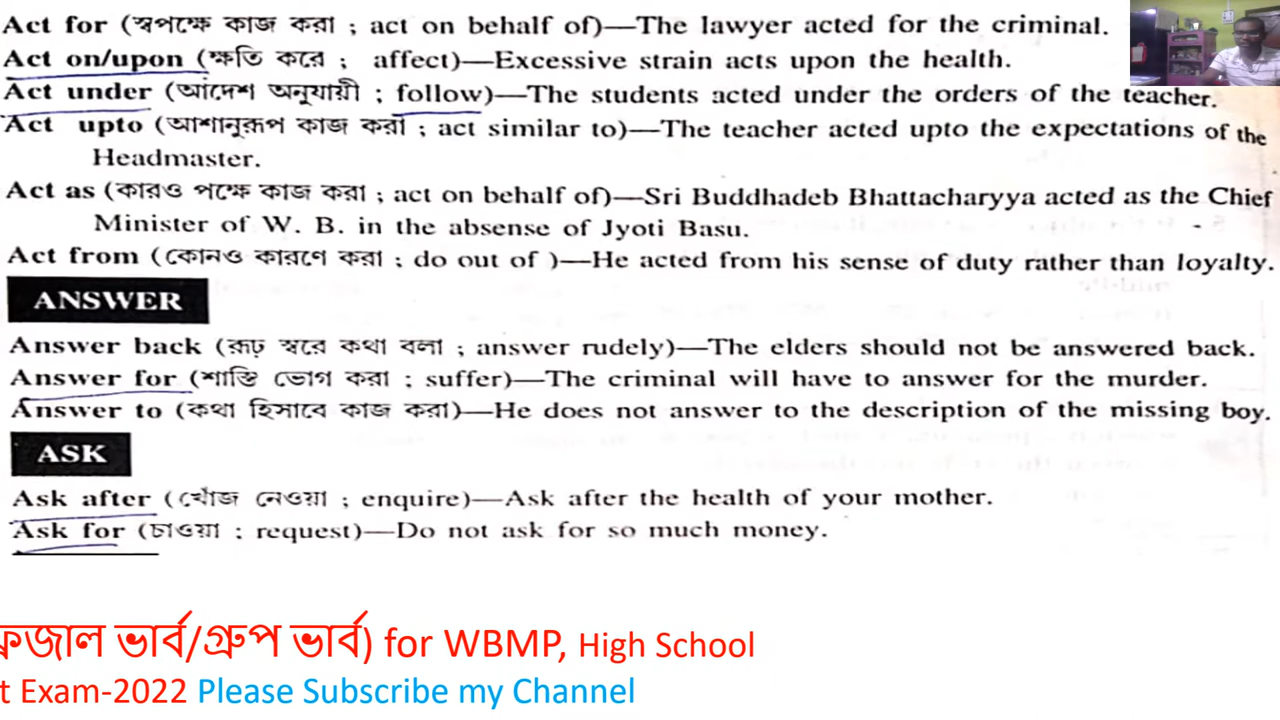 Act for (স্বপক্ষে কাজ করা ; act on behalf of)—The lawyer acted for the criminal.
Act on/upon (ক্ষতি করে ; affect)—Excessive strain acts upon the health.
Act under (আদেশ অনুযায়ী ; follow)—The students acted under the orders of the teacher.
Act upto (আশানুরূপ কাজ করা ; act similar to)—The teacher acted upto the expectations of the
Headmaster.
Act as (কারও পক্ষে কাজ করা ; act on behalf of)—Sri Buddhadeb Bhattacharyya acted as the Chief
Minister of W. B. in the absense of Jyoti Basu.
Act from (কোনও কারণে করা ; do out of )—He acted from his sense of duty rather than loyalty.
ANSWER
Answer back (রূঢ় স্বরে কথা বলা ; answer rudely)—The elders should not be answered back.
Answer for (শাস্তি ভোগ করা ; suffer)—The criminal will have to answer for the murder.
Answer to (কথা হিসাবে কাজ করা)—He does not answer to the description of the missing boy.
ASK
Ask after (খোঁজ নেওয়া ; enquire)—Ask after the health of your mother.
Ask for (চাওয়া ; request)—Do not ask for so much money.
ফ্রেজাল ভার্ব/গ্রুপ ভার্ব) for WBMP, High School
t Exam-2022 Please Subscribe my Channel